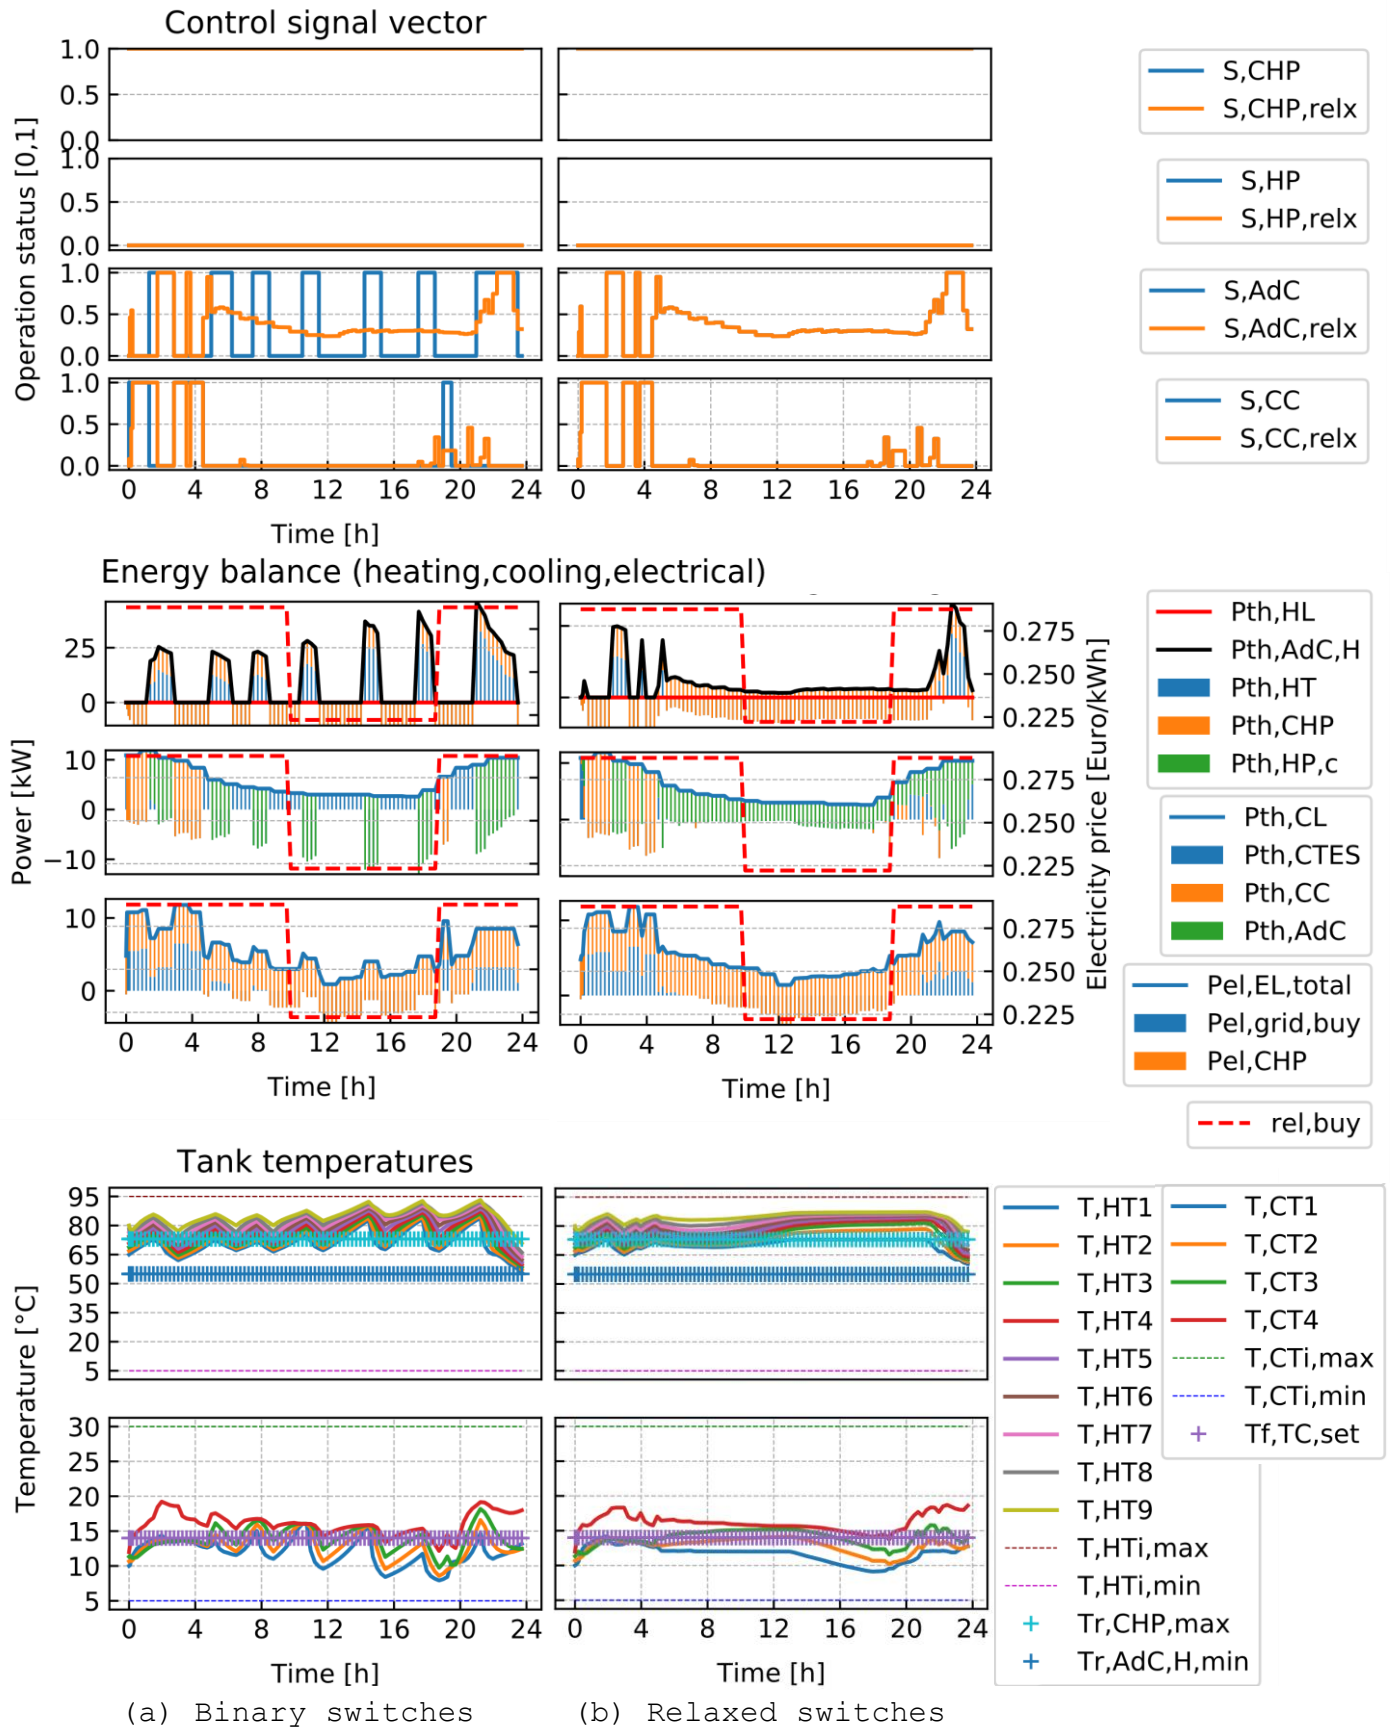 Control signal vector
Operation status [0,1]
1.0
0.5
0.0
1.0
0.5
0.0
1.0
0.5
0.0
1.0
0.5
0.0
0 4 8 12 16 20 24
0 4 8 12 16 20 24
Time [h]
S,CHP
S,CHP,relx
S,HP
S,HP,relx
S,AdC
S,AdC,relx
S,CC
S,CC,relx
Energy balance (heating,cooling,electrical)
Power [kW]
25
0
10
0
−10
10
0
0.275
0.250
0.225
0.275
0.250
0.225
0.275
0.250
0.225
Electricity price [Euro/kWh]
0 4 8 12 16 20 24
0 4 8 12 16 20 24
Time [h]
Time [h]
Pth,HL
Pth,AdC,H
Pth,HT
Pth,CHP
Pth,HP,c
Pth,CL
Pth,CTES
Pth,CC
Pth,AdC
Pel,EL,total
Pel,grid,buy
Pel,CHP
rel,buy
Tank temperatures
Temperature [°C]
95
80
65
50
35
20
5
30
25
20
15
10
5
0 4 8 12 16 20 24
0 4 8 12 16 20 24
Time [h]
Time [h]
T,HT1
T,HT2
T,HT3
T,HT4
T,HT5
T,HT6
T,HT7
T,HT8
T,HT9
T,HTi,max
T,HTi,min
Tr,CHP,max
Tr,AdC,H,min
T,CT1
T,CT2
T,CT3
T,CT4
T,CTi,max
T,CTi,min
Tf,TC,set
(a) Binary switches
(b) Relaxed switches